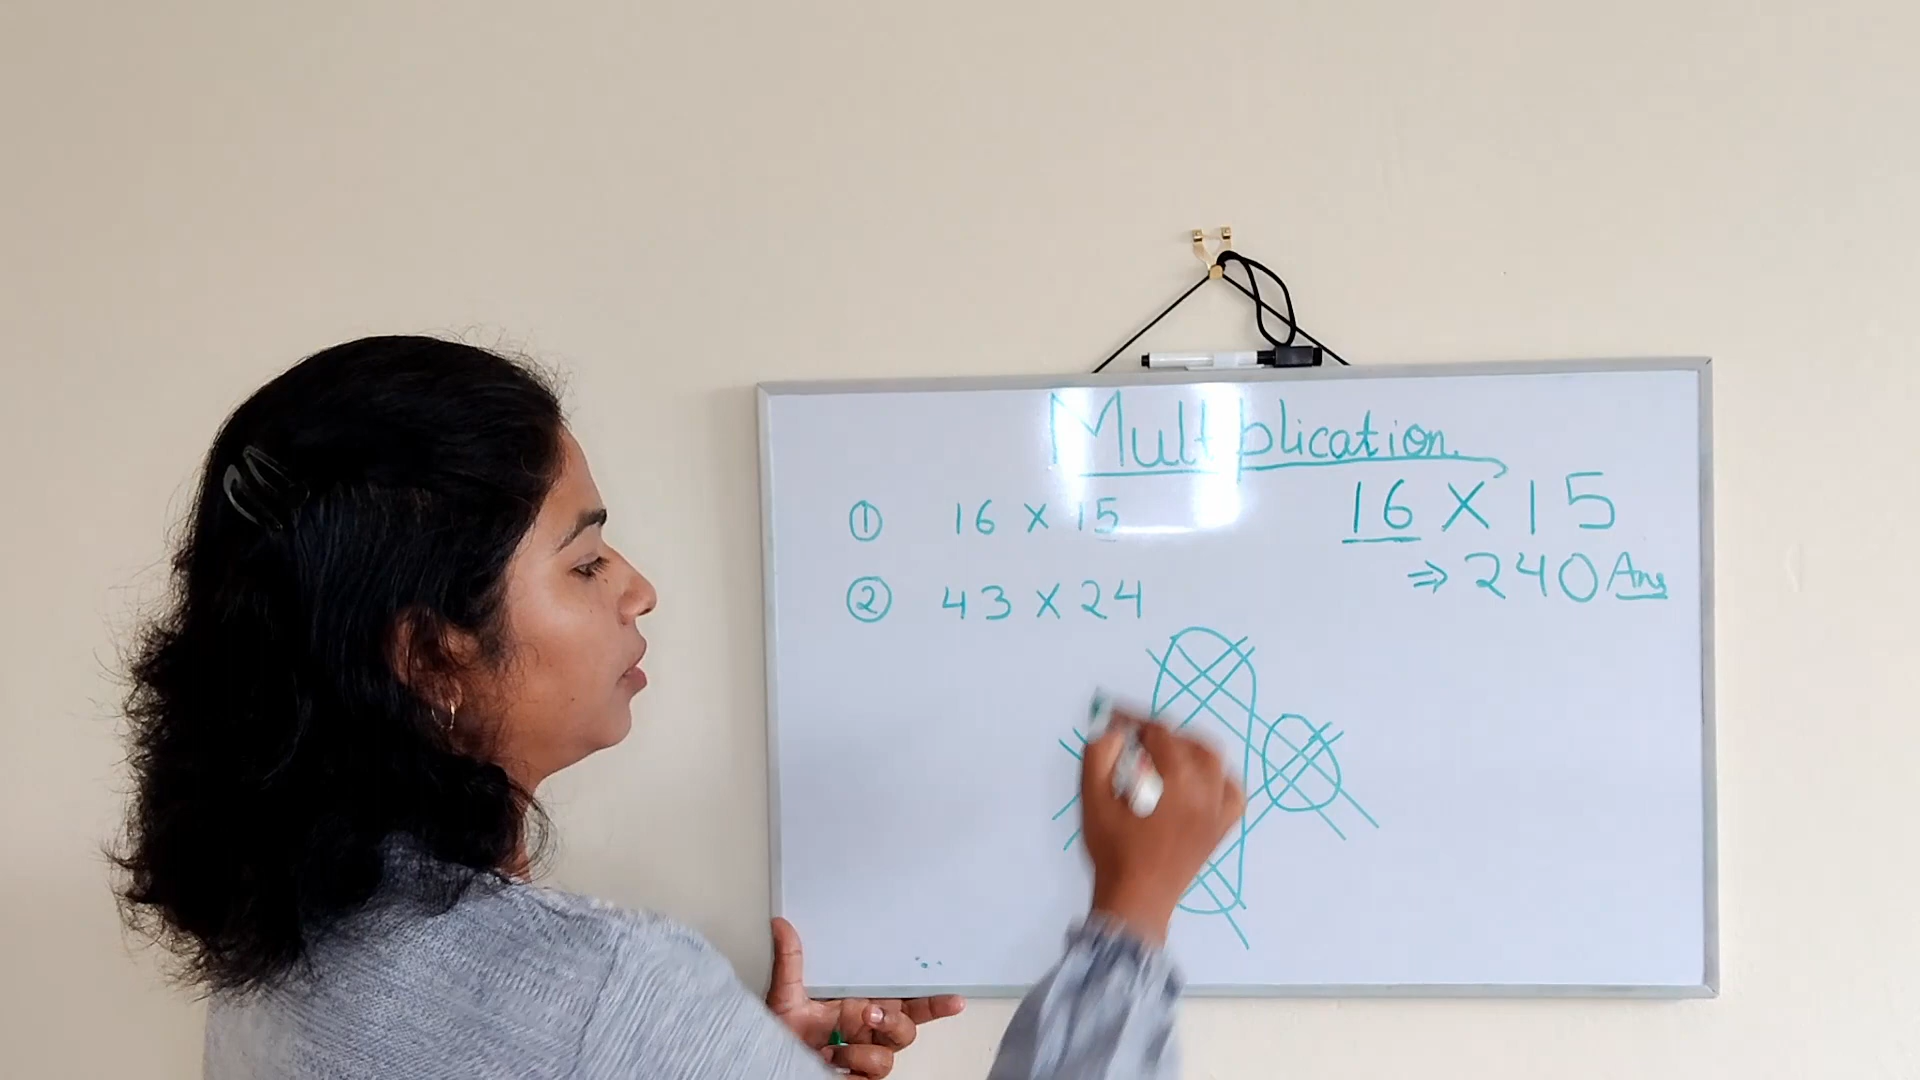 Multiplication.
① 16 X 15
16 X 15
⇒ 240 Ans
② 43 X 24